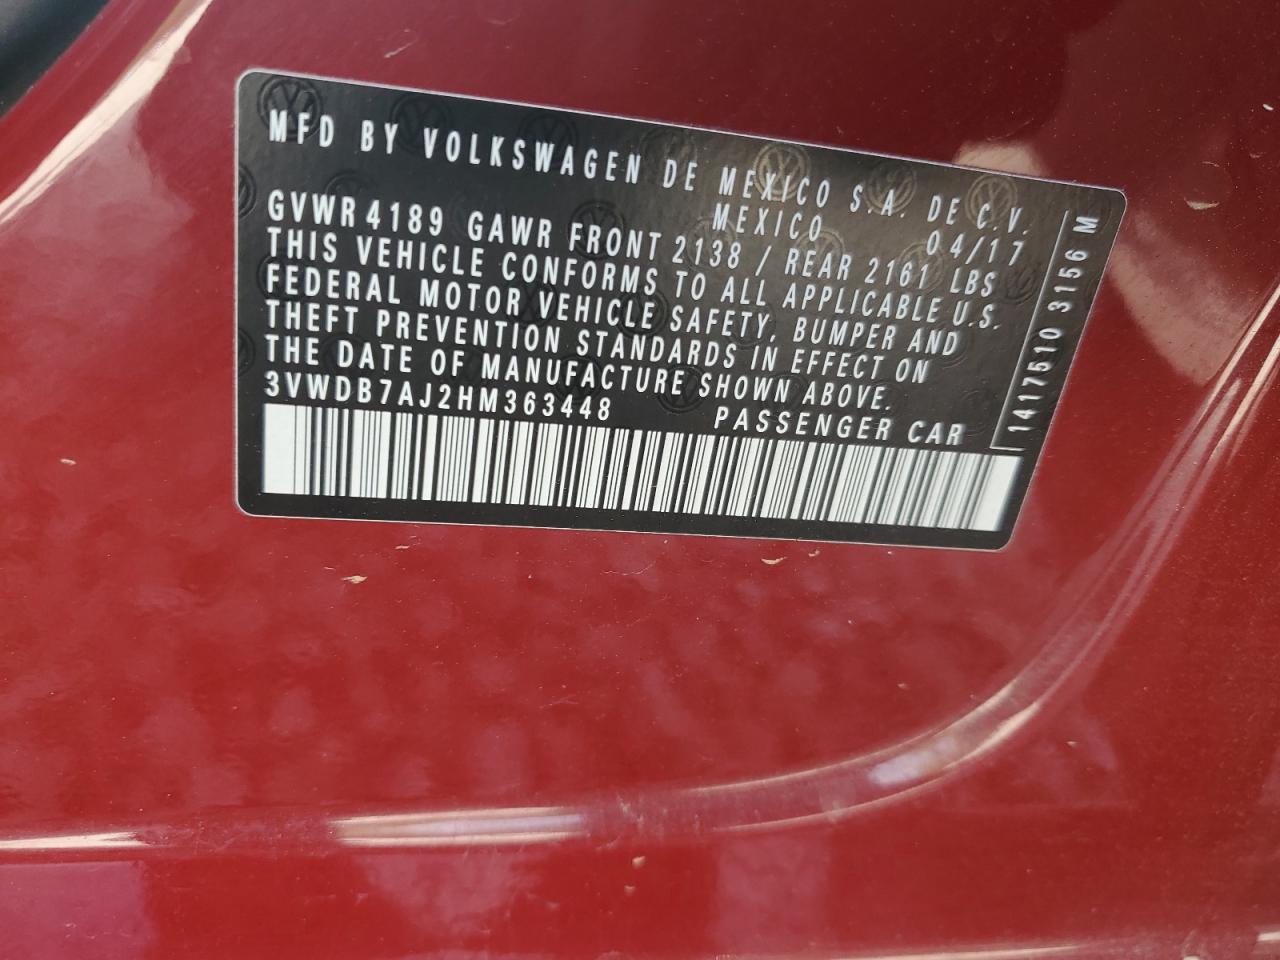 MFD BY VOLKSWAGEN DE MEXICO S.A. DE C.V.
MEXICO 04/17
GVWR 4189 GAWR FRONT 2138 / REAR 2161 LBS
THIS VEHICLE CONFORMS TO ALL APPLICABLE U.S.
FEDERAL MOTOR VEHICLE SAFETY, BUMPER AND
THEFT PREVENTION STANDARDS IN EFFECT ON
THE DATE OF MANUFACTURE SHOWN ABOVE.
3VWDB7AJ2HM363448 PASSENGER CAR
1417510 3156 M